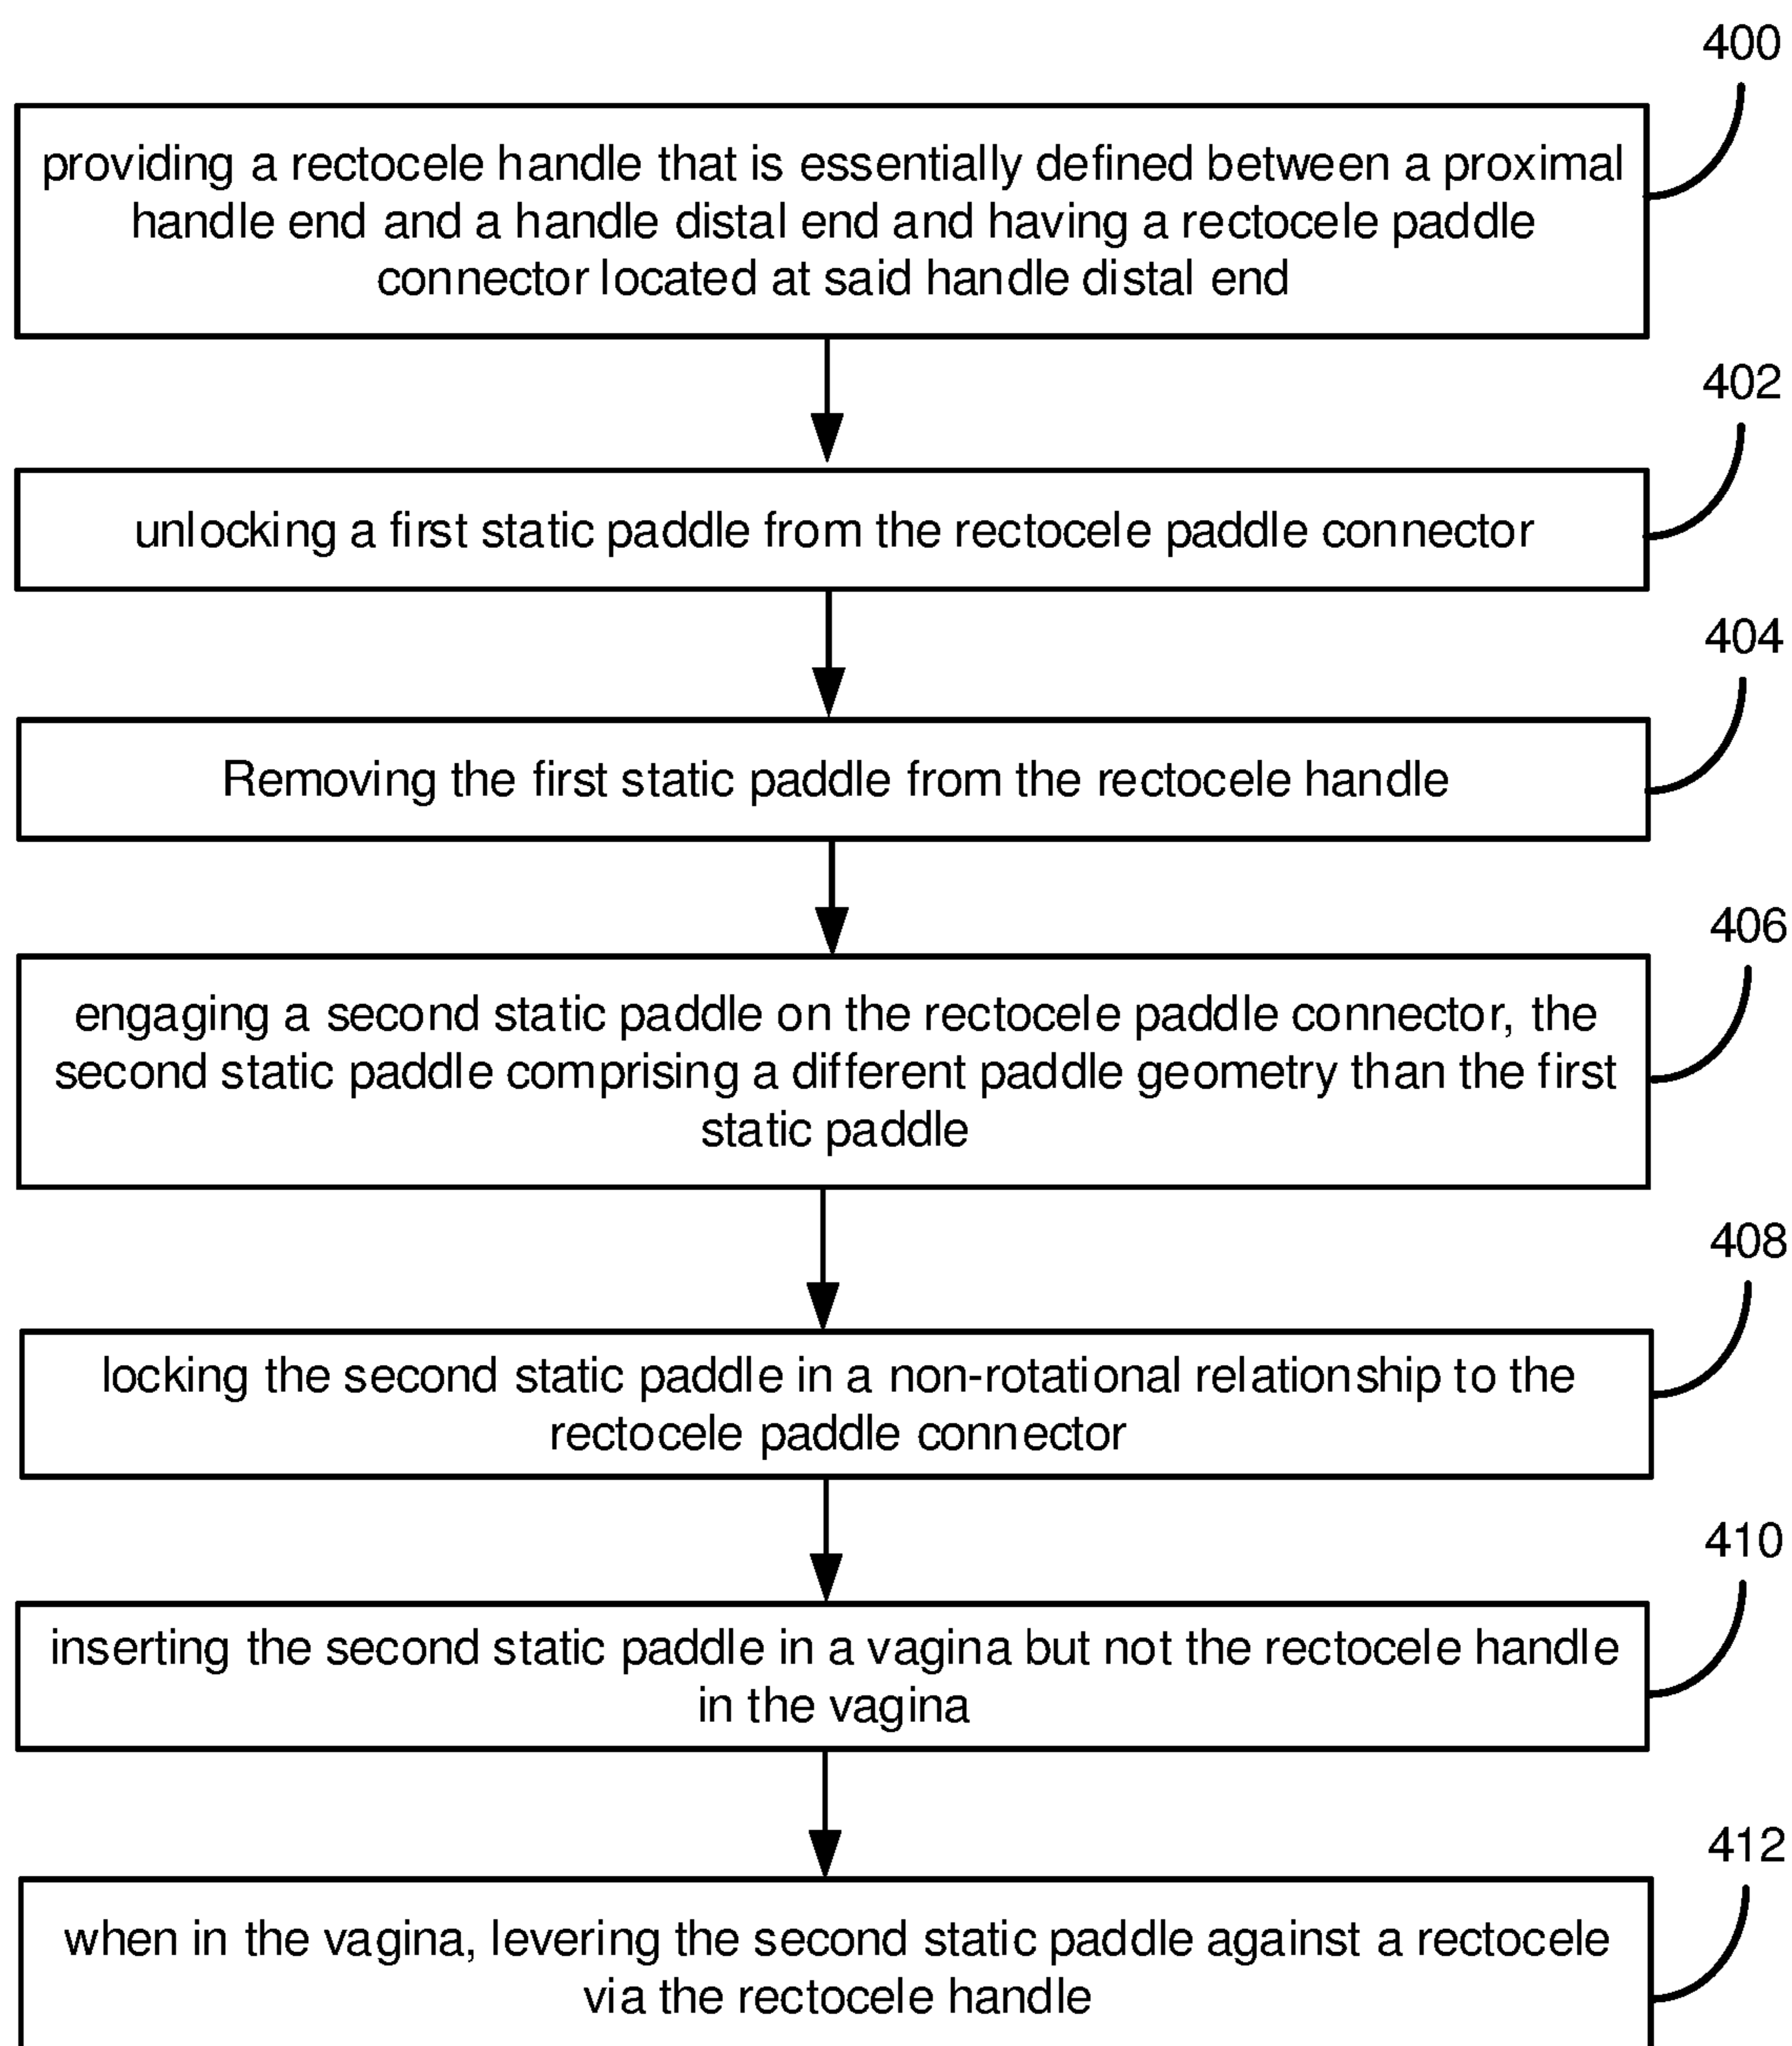 400
providing a rectocele handle that is essentially defined between a proximal
handle end and a handle distal end and having a rectocele paddle
connector located at said handle distal end
402
unlocking a first static paddle from the rectocele paddle connector
404
Removing the first static paddle from the rectocele handle
406
engaging a second static paddle on the rectocele paddle connector, the
second static paddle comprising a different paddle geometry than the first
static paddle
408
locking the second static paddle in a non-rotational relationship to the
rectocele paddle connector
410
inserting the second static paddle in a vagina but not the rectocele handle
in the vagina
412
when in the vagina, levering the second static paddle against a rectocele
via the rectocele handle